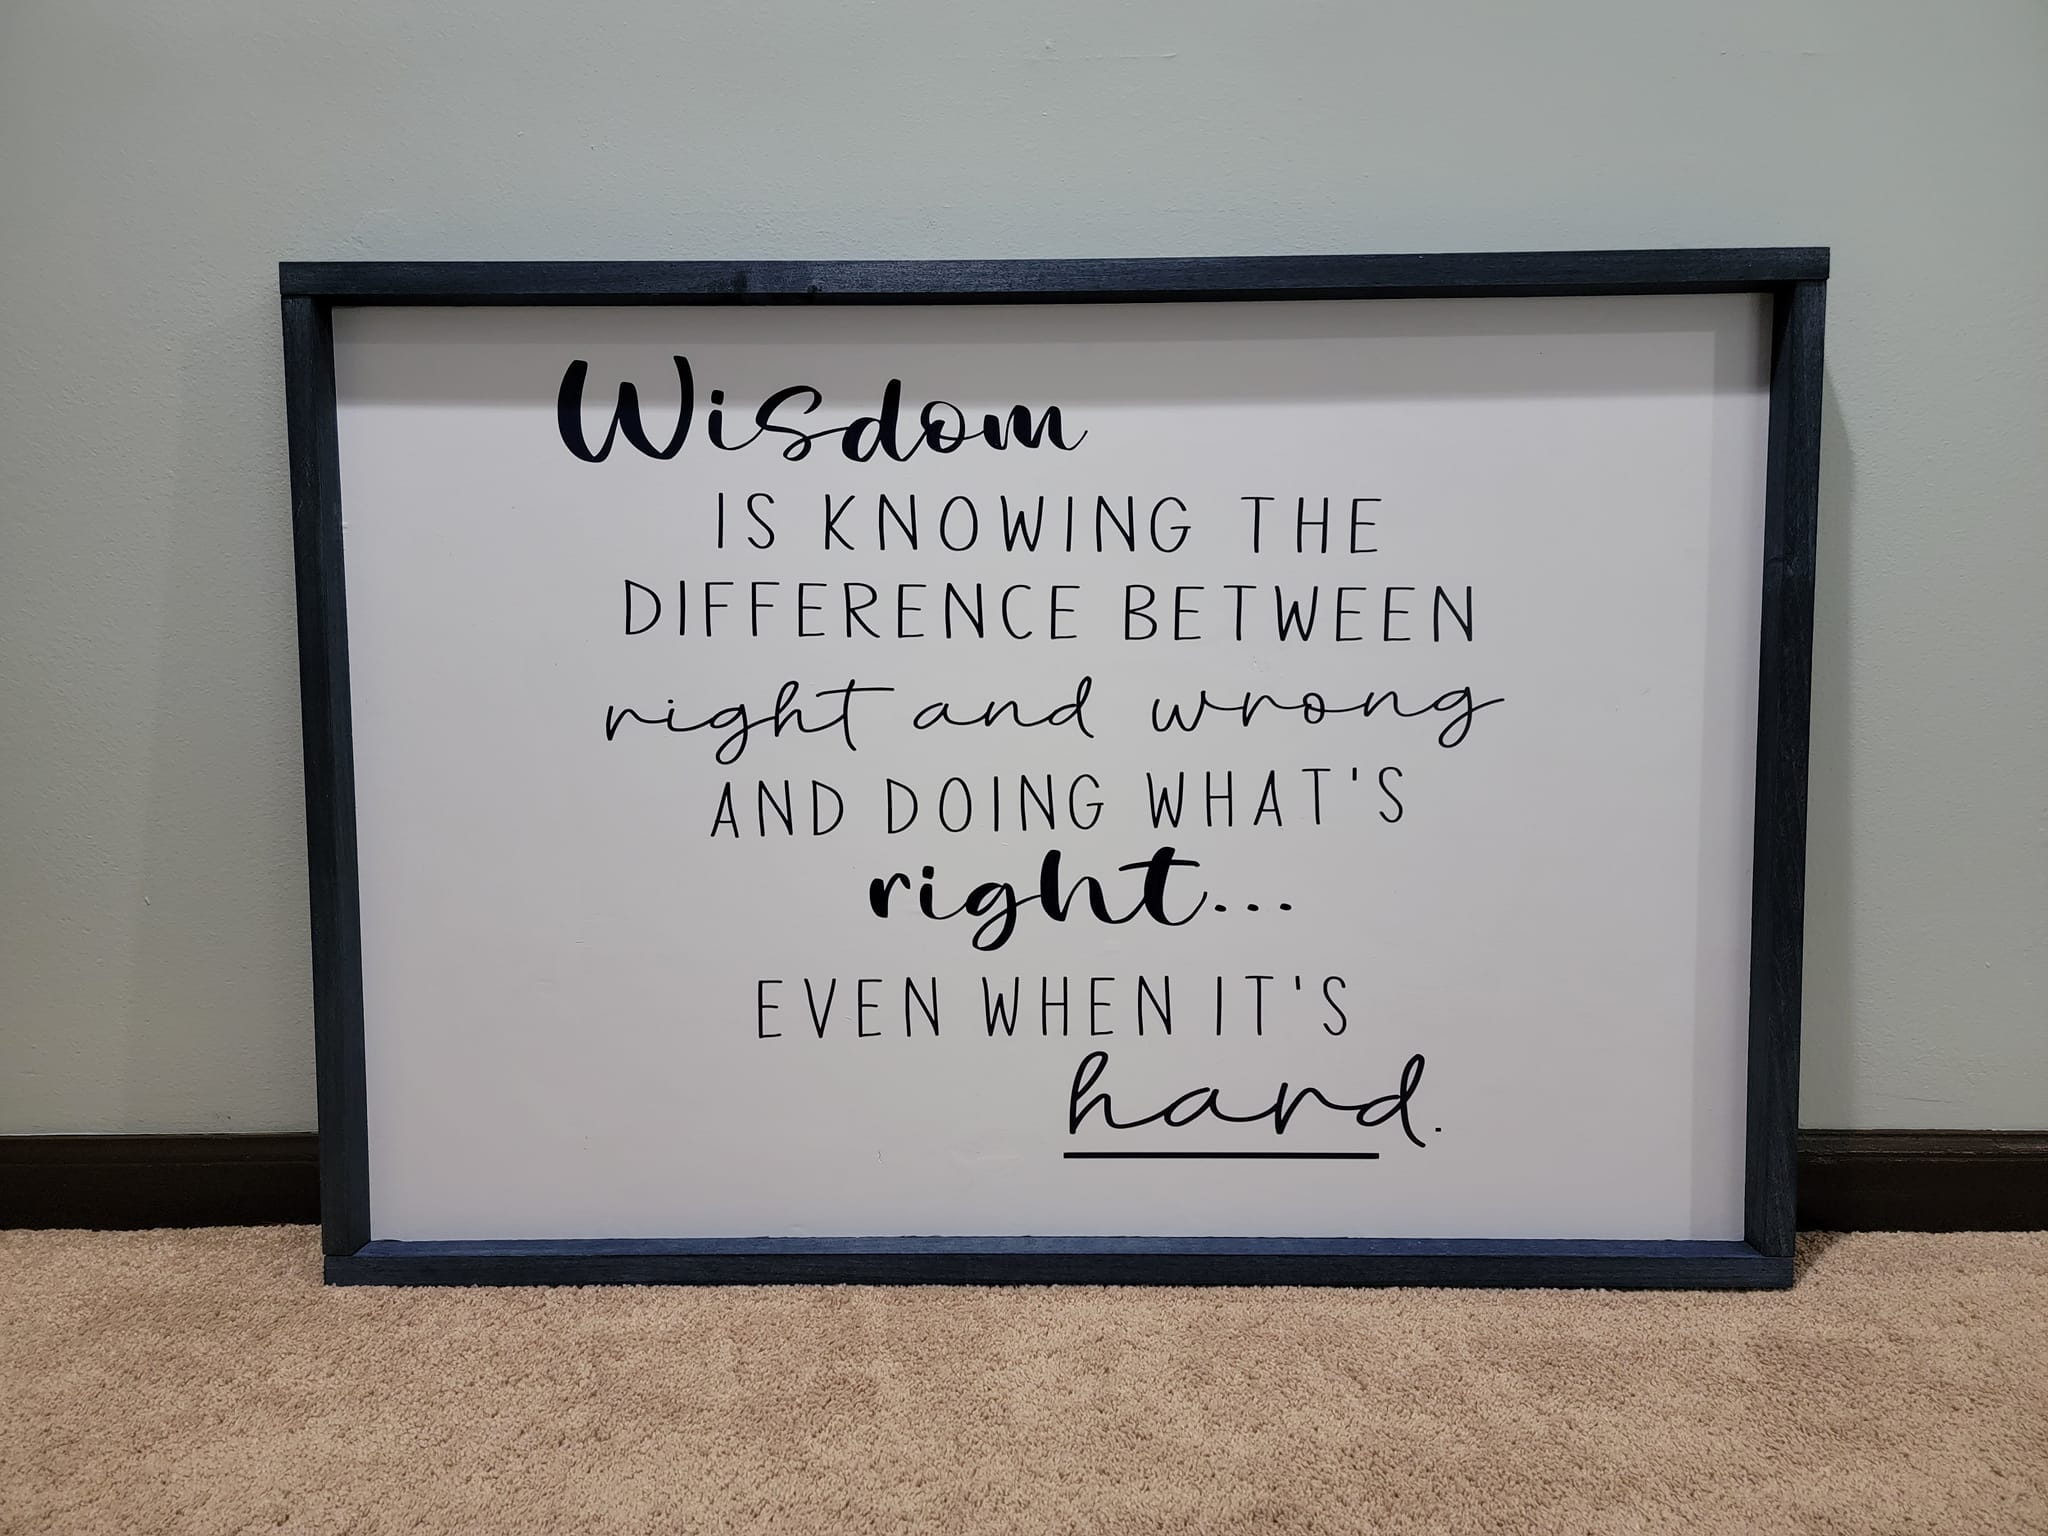 Wisdom
IS KNOWING THE
DIFFERENCE BETWEEN
right and wrong
AND DOING WHAT'S
right...
EVEN WHEN IT'S
hard.